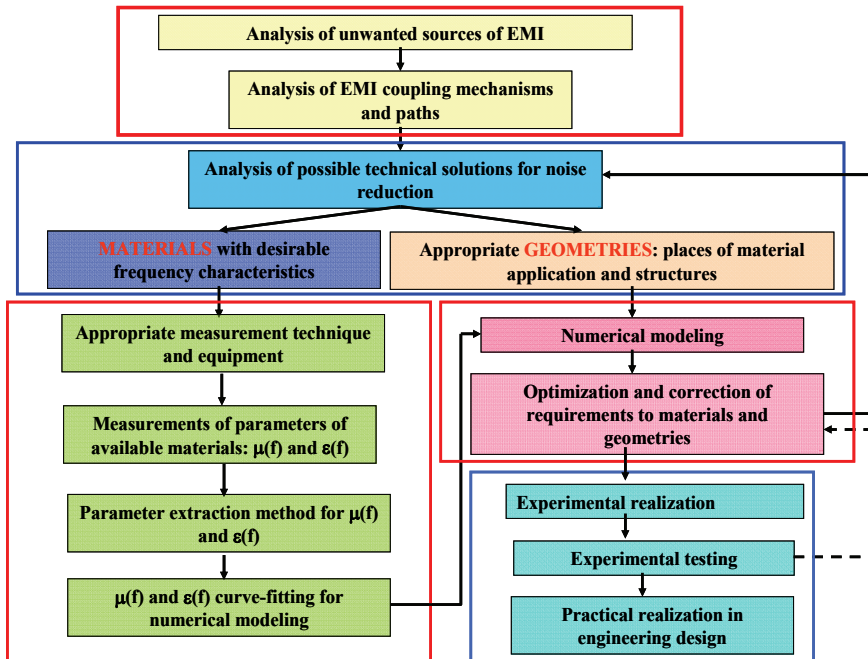 Analysis of unwanted sources of EMI
Analysis of EMI coupling mechanisms
and paths
Analysis of possible technical solutions for noise
reduction
MATERIALS with desirable
frequency characteristics
Appropriate GEOMETRIES: places of material
application and structures
Appropriate measurement technique
and equipment
Measurements of parameters of
available materials: μ(f) and ε(f)
Parameter extraction method for μ(f)
and ε(f)
μ(f) and ε(f) curve-fitting for
numerical modeling
Numerical modeling
Optimization and correction of
requirements to materials and
geometries
Experimental realization
Experimental testing
Practical realization in
engineering design